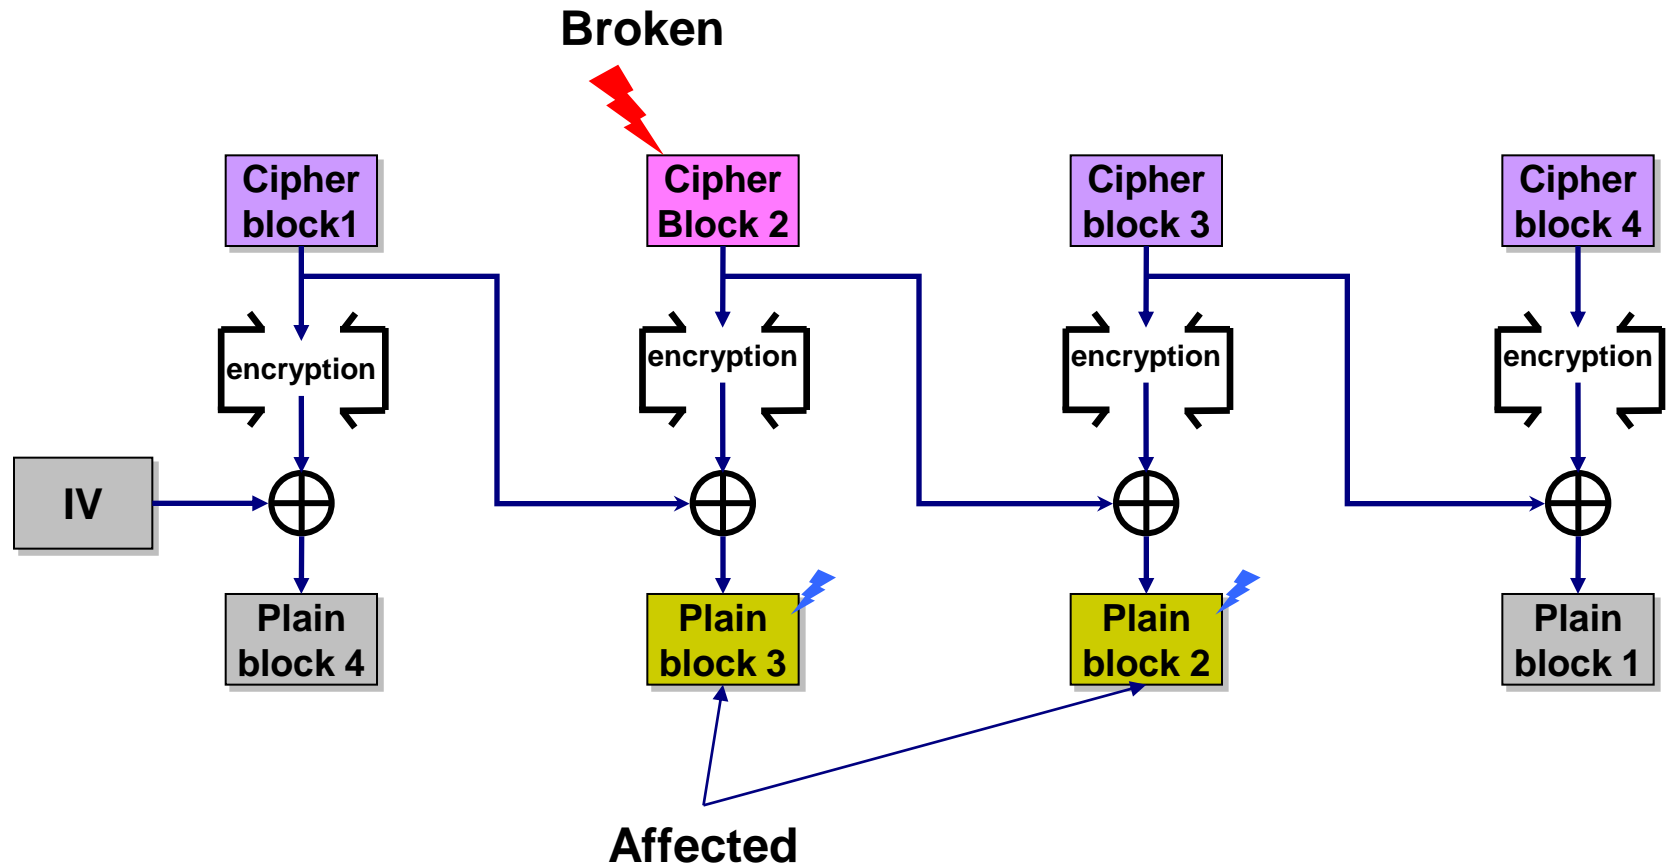 Broken
Cipher
block1
Cipher
Block 2
Cipher
block 3
Cipher
block 4
encryption
encryption
encryption
encryption
IV
Plain
block 4
Plain
block 3
Plain
block 2
Plain
block 1
Affected